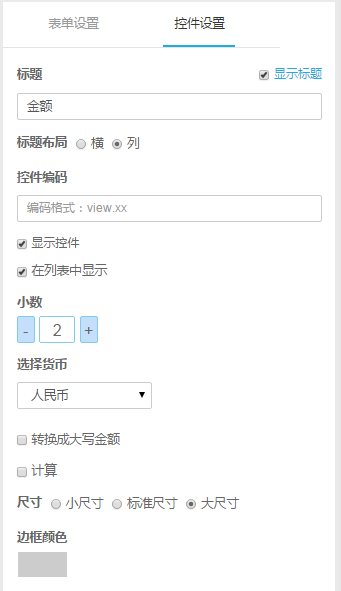 表单设置 控件设置
标题 显示标题
金额
标题布局 横 列
控件编码
编码格式：view.xx
显示控件
在列表中显示
小数
- 2 +
选择货币
人民币
转换成大写金额
计算
尺寸 小尺寸 标准尺寸 大尺寸
边框颜色